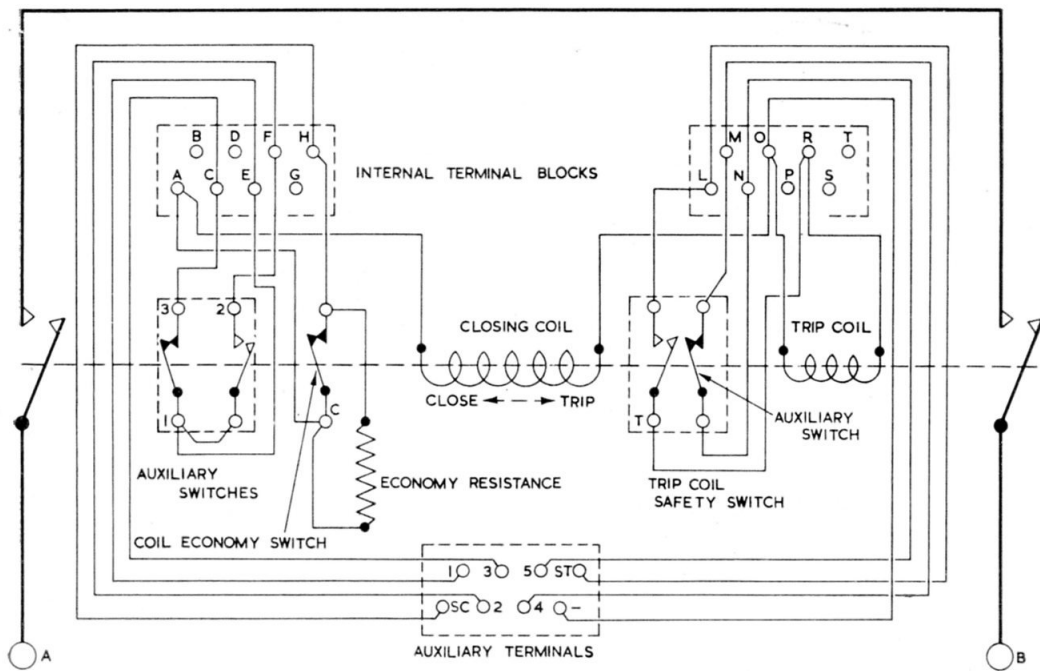 B D F H
A C E G
INTERNAL TERMINAL BLOCKS
M O R T
L N P S
3 2
CLOSING COIL
TRIP COIL
CLOSE TRIP
1 C
T
AUXILIARY
SWITCH
AUXILIARY
SWITCHES
ECONOMY RESISTANCE
TRIP COIL
SAFETY SWITCH
COIL ECONOMY SWITCH
1 3 5 ST
SC 2 4 -
AUXILIARY TERMINALS
A
B